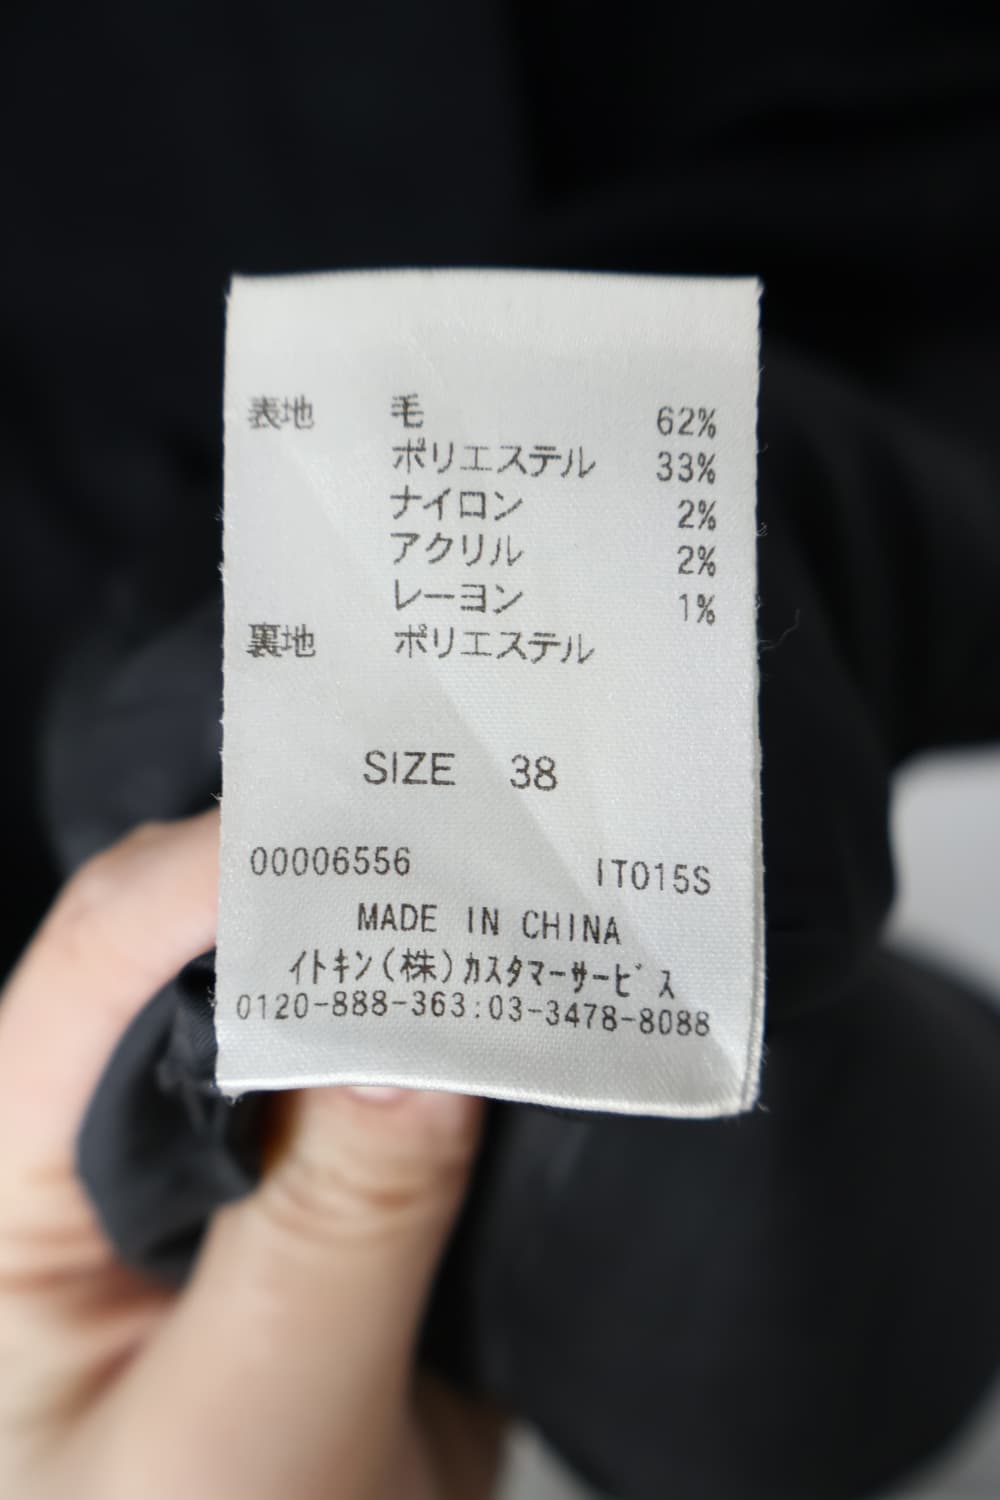 表地 毛 62%
ポリエステル 33%
ナイロン 2%
アクリル 2%
レーヨン 1%
裏地 ポリエステル
SIZE 38
00006556 IT015S
MADE IN CHINA
イトキン(株)カスタマーサービス
0120-888-363:03-3478-8088